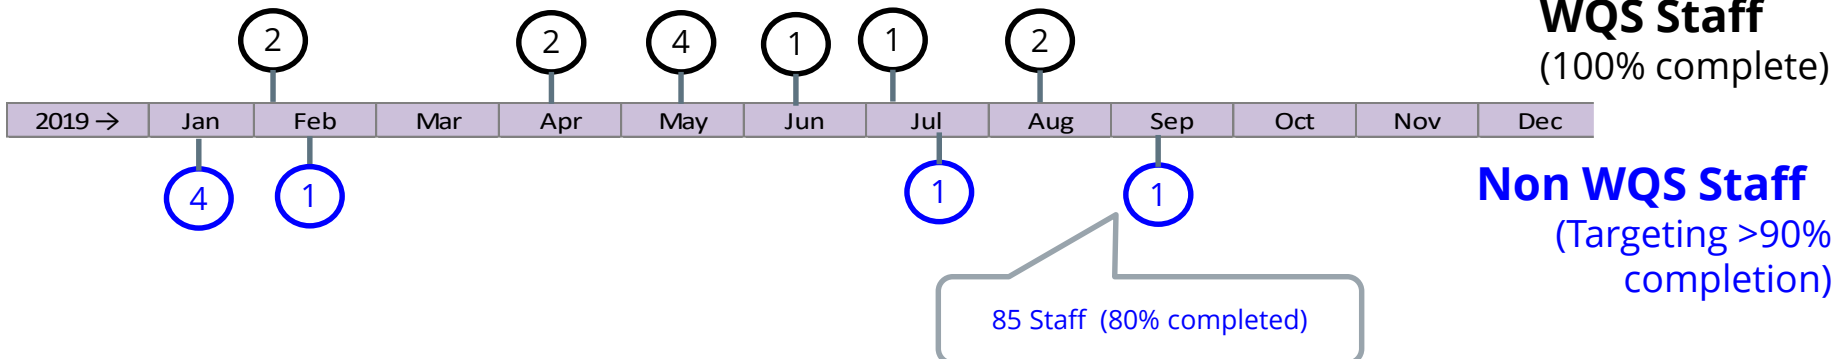 WQS Staff
(100% complete)
2 2 4 1 1 2
2019 → Jan Feb Mar Apr May Jun Jul Aug Sep Oct Nov Dec
4 1 1 1
Non WQS Staff
(Targeting >90%
completion)
85 Staff (80% completed)